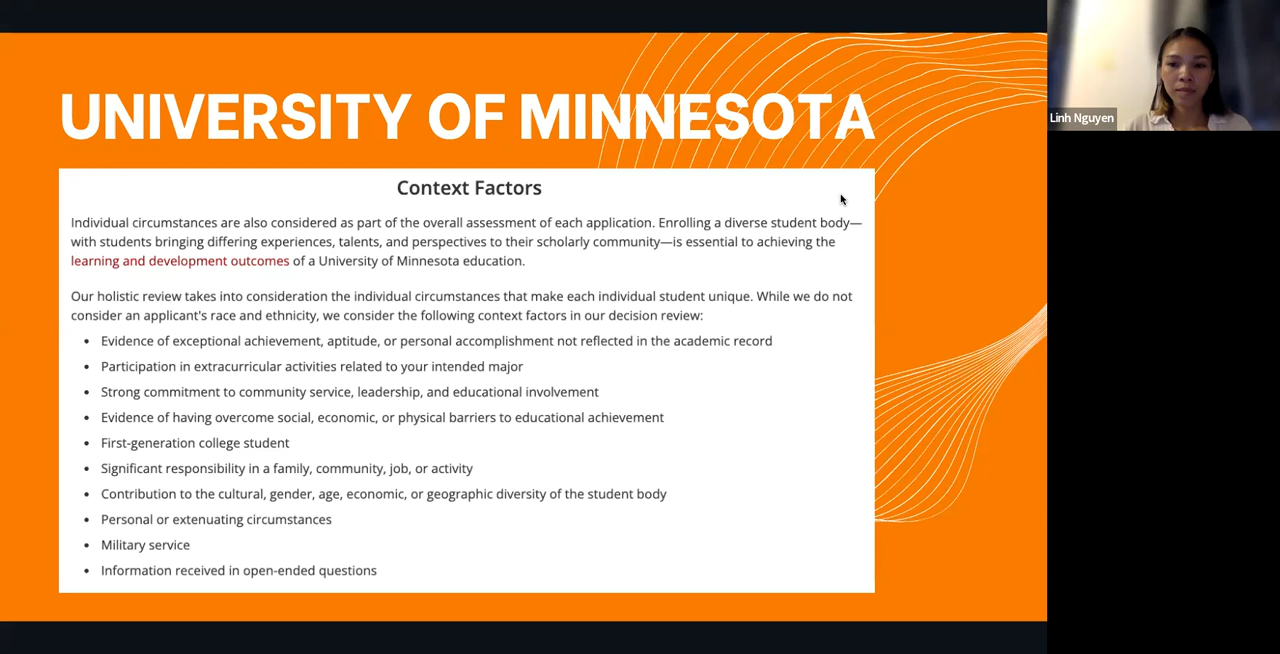 UNIVERSITY OF MINNESOTA
Linh Nguyen
Context Factors
Individual circumstances are also considered as part of the overall assessment of each application. Enrolling a diverse student body—
with students bringing differing experiences, talents, and perspectives to their scholarly community—is essential to achieving the
learning and development outcomes of a University of Minnesota education.
Our holistic review takes into consideration the individual circumstances that make each individual student unique. While we do not
consider an applicant's race and ethnicity, we consider the following context factors in our decision review:
• Evidence of exceptional achievement, aptitude, or personal accomplishment not reflected in the academic record
• Participation in extracurricular activities related to your intended major
• Strong commitment to community service, leadership, and educational involvement
• Evidence of having overcome social, economic, or physical barriers to educational achievement
• First-generation college student
• Significant responsibility in a family, community, job, or activity
• Contribution to the cultural, gender, age, economic, or geographic diversity of the student body
• Personal or extenuating circumstances
• Military service
• Information received in open-ended questions